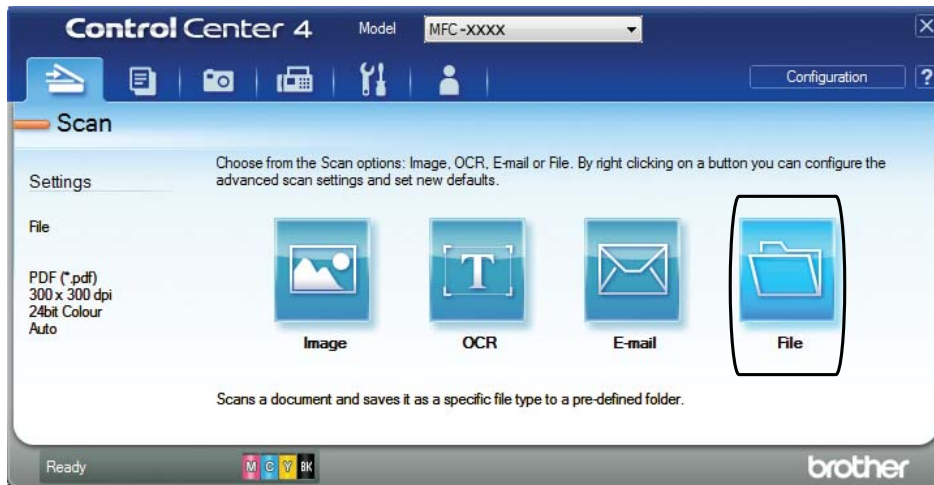 Control Center 4
Model
MFC-XXXX
Configuration
?
Scan
Choose from the Scan options: Image, OCR, E-mail or File. By right clicking on a button you can configure the
advanced scan settings and set new defaults.
Settings
File
PDF (*.pdf)
300 x 300 dpi
24bit Colour
Auto
T
Image
OCR
E-mail
File
Scans a document and saves it as a specific file type to a pre-defined folder.
Ready
M C Y BK
brother